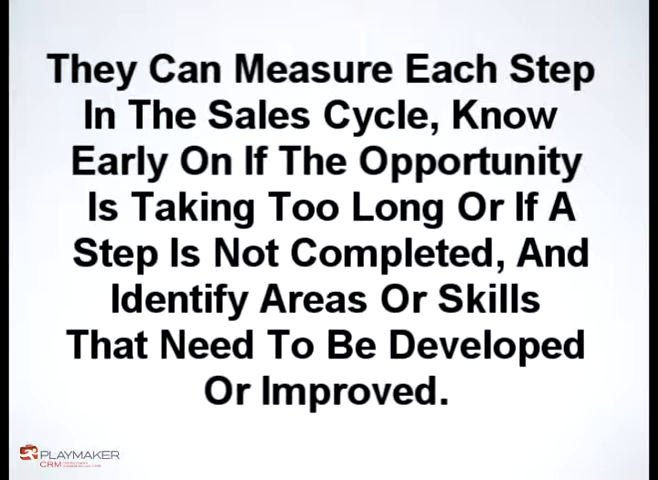 They Can Measure Each Step
In The Sales Cycle, Know
Early On If The Opportunity
Is Taking Too Long Or If A
Step Is Not Completed, And
Identify Areas Or Skills
That Need To Be Developed
Or Improved.
PLAYMAKER
CRM